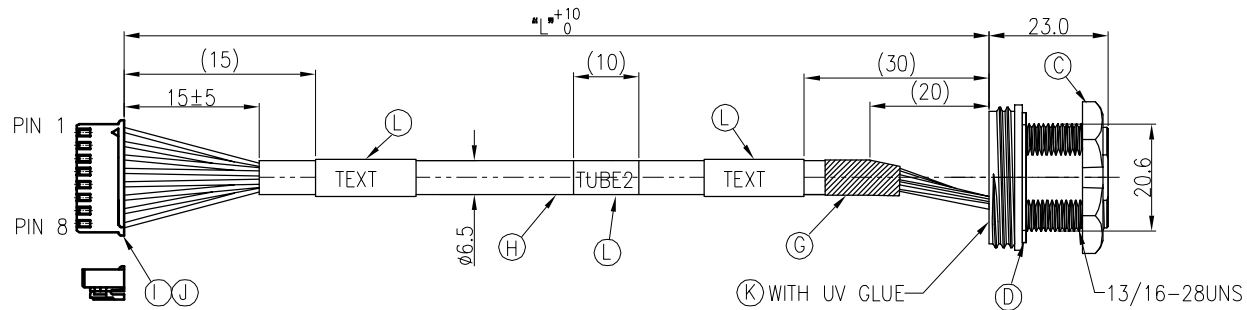 "L" +10 0
23.0
(15)
(10)
(30)
C
15±5
(20)
PIN 1
L
L
TEXT
TUBE2
TEXT
20.6
PIN 8
ø6.5
H
L
G
I J
K WITH UV GLUE
D
13/16-28UNS